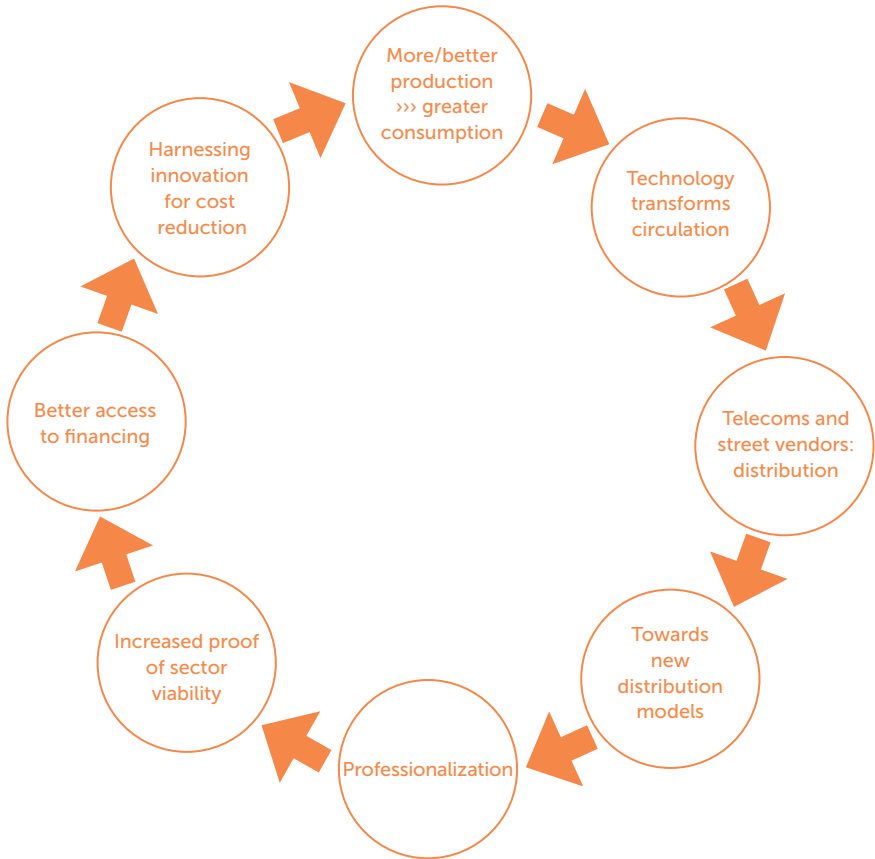 More/better
production
››› greater
consumption
Technology
transforms
circulation
Telecoms and
street vendors:
distribution
Towards
new
distribution
models
Professionalization
Increased proof
of sector
viability
Better access
to financing
Harnessing
innovation
for cost
reduction